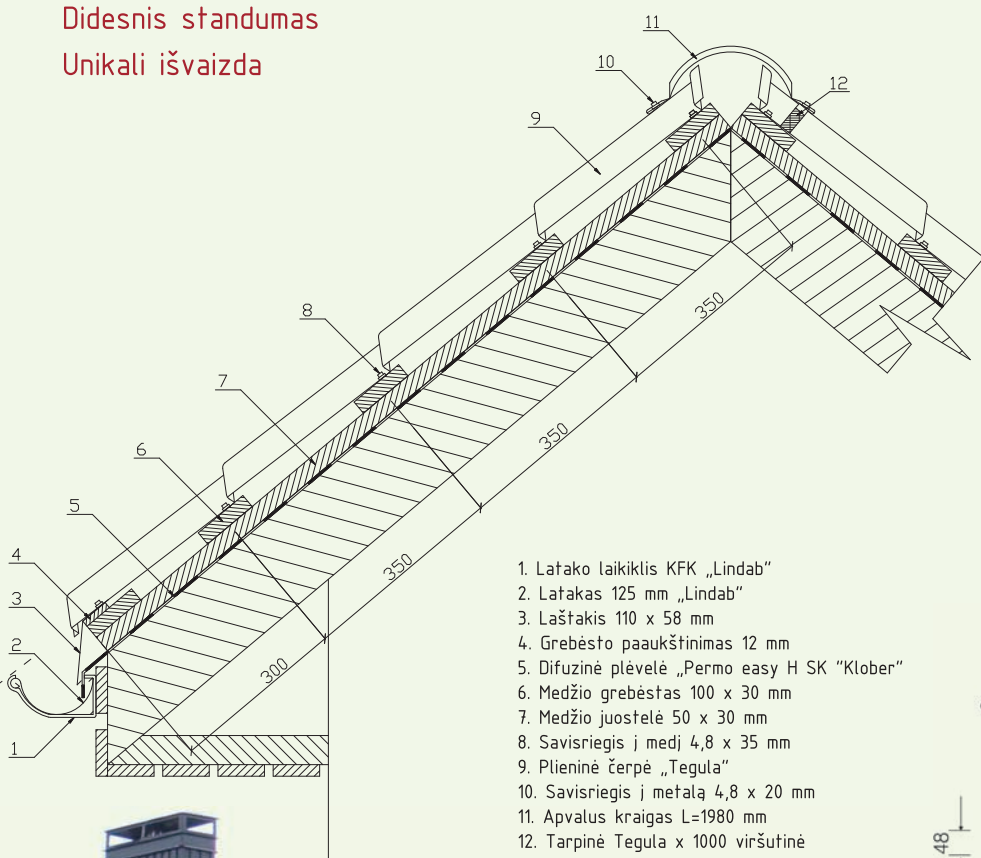 Didesnis standumas
Unikali išvaizda
11
10
12
9
8
7
6
5
4
3
2
1
350
350
350
300
1. Latako laikiklis KFK „Lindab”
2. Latakas 125 mm „Lindab”
3. Laštakis 110 x 58 mm
4. Grebėsto paaukštinimas 12 mm
5. Difuzinė plėvelė „Permo easy H SK "Klober”
6. Medžio grebėstas 100 x 30 mm
7. Medžio juostelė 50 x 30 mm
8. Savisriegis į medį 4,8 x 35 mm
9. Plieninė čerpė „Tegula”
10. Savisriegis į metalą 4,8 x 20 mm
11. Apvalus kraigas L=1980 mm
12. Tarpinė Tegula x 1000 viršutinė
48